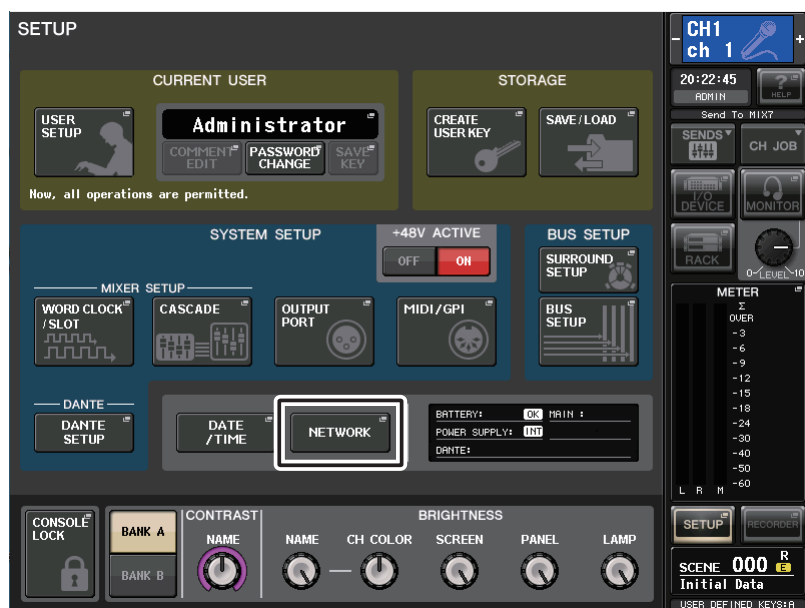 SETUP
CURRENT USER
USER SETUP
Administrator
COMMENT EDIT
PASSWORD CHANGE
SAVE KEY
Now, all operations are permitted.
STORAGE
CREATE USER KEY
SAVE/LOAD
SYSTEM SETUP
+48V ACTIVE
OFF
ON
MIXER SETUP
WORD CLOCK /SLOT
CASCADE
OUTPUT PORT
MIDI/GPI
BUS SETUP
SURROUND SETUP
BUS SETUP
DANTE
DANTE SETUP
DATE /TIME
NETWORK
BATTERY: OK MAIN :
POWER SUPPLY: INT
DANTE:
CONSOLE LOCK
BANK A
BANK B
CONTRAST
NAME
BRIGHTNESS
NAME
CH COLOR
SCREEN
PANEL
LAMP
- CH1 +
ch 1
20:22:45
ADMIN
?
HELP
Send To MIX7
SENDS
CH JOB
I/O DEVICE
MONITOR
RACK
0-LEVEL-10
METER
Σ
OVER
-3
-6
-9
-12
-15
-18
-24
-30
-40
-50
-60
L R M
SETUP
RECORDER
SCENE 000 R E
Initial Data
USER DEFINED KEYS:A